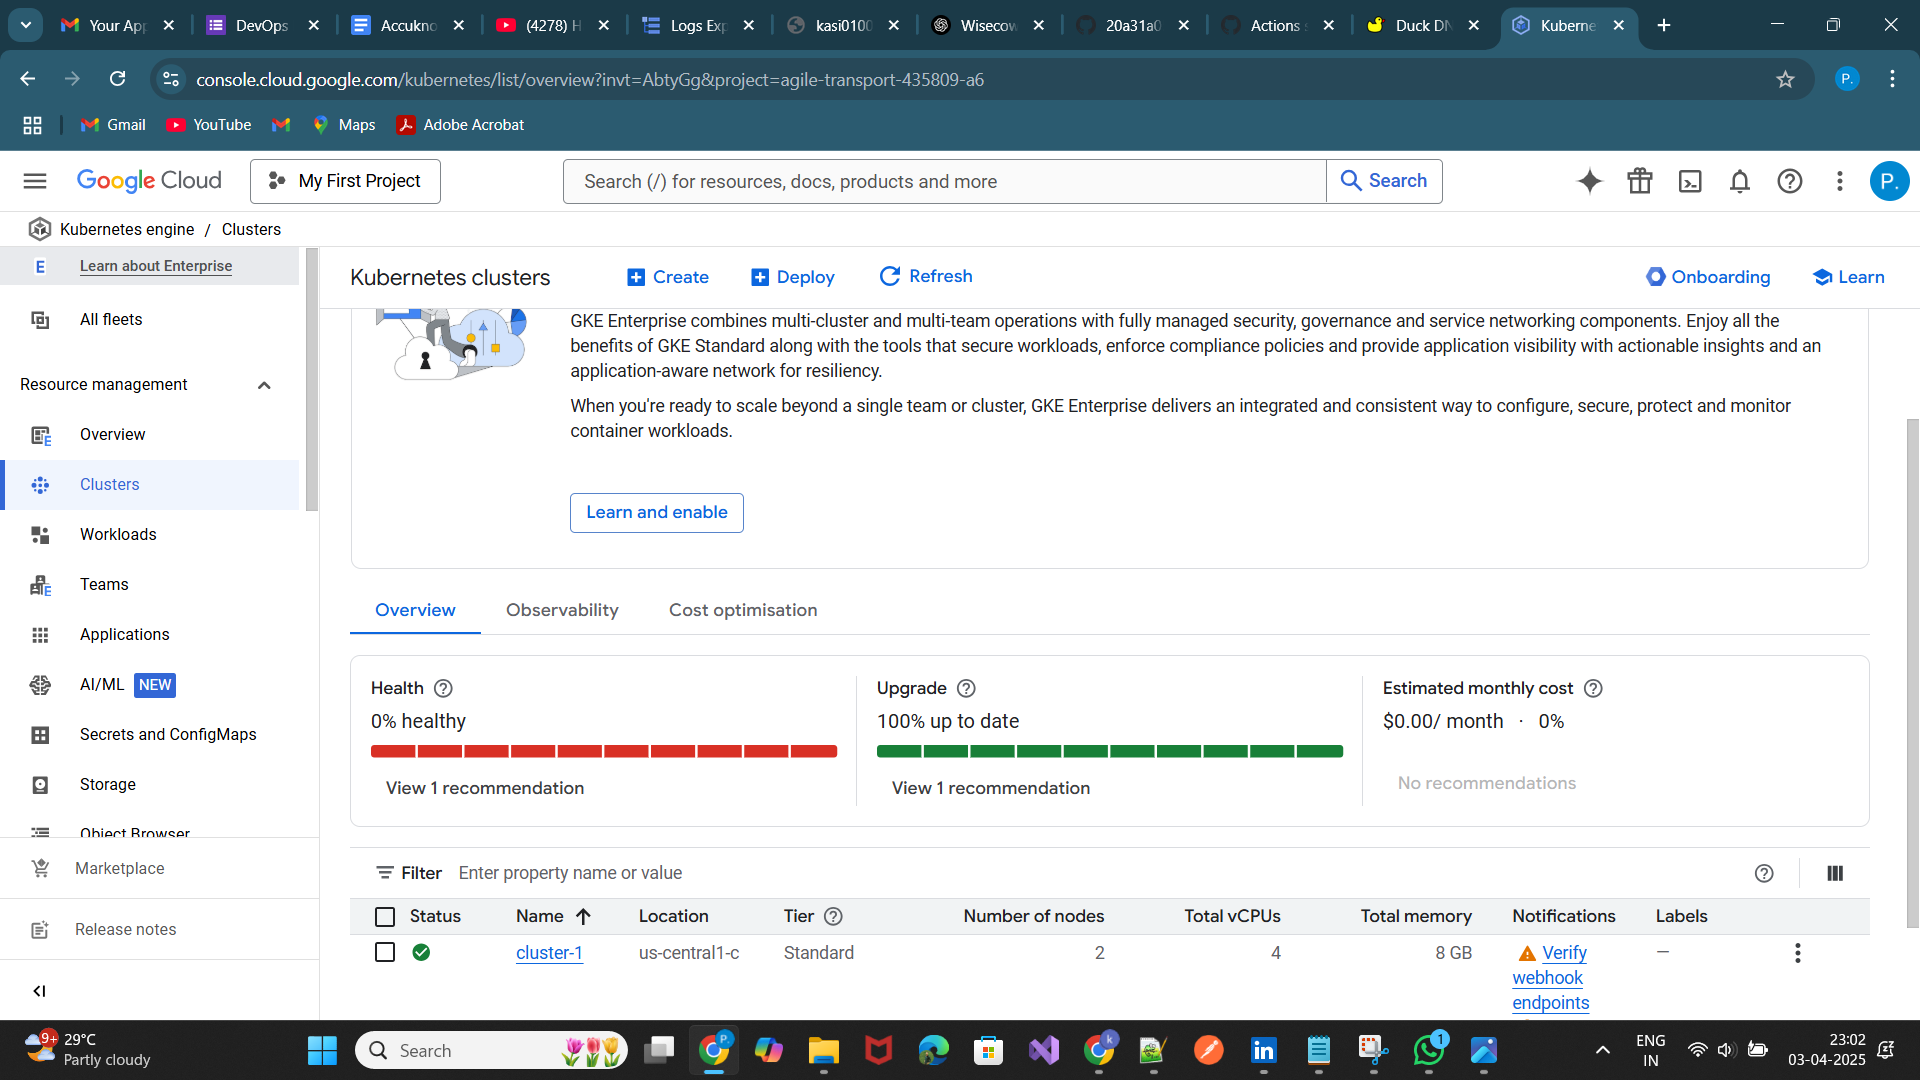 Your App
DevOps
Accukno
(4278) H
Logs Exp
kasi0100
Wisecow
20a31a0
Actions s
Duck DN
Kuberne
console.cloud.google.com/kubernetes/list/overview?invt=AbtyGg&project=agile-transport-435809-a6
P.
Gmail
YouTube
Maps
Adobe Acrobat
Google Cloud
My First Project
Search (/) for resources, docs, products and more
Search
P.
Kubernetes engine / Clusters
E
Learn about Enterprise
Kubernetes clusters
Create
Deploy
Refresh
Onboarding
Learn
All fleets
Resource management
Overview
Clusters
Workloads
Teams
Applications
AI/ML NEW
Secrets and ConfigMaps
Storage
Object Browser
Marketplace
Release notes
GKE Enterprise combines multi-cluster and multi-team operations with fully managed security, governance and service networking components. Enjoy all the
benefits of GKE Standard along with the tools that secure workloads, enforce compliance policies and provide application visibility with actionable insights and an
application-aware network for resiliency.
When you're ready to scale beyond a single team or cluster, GKE Enterprise delivers an integrated and consistent way to configure, secure, protect and monitor
container workloads.
Learn and enable
Overview
Observability
Cost optimisation
Health
0% healthy
View 1 recommendation
Upgrade
100% up to date
View 1 recommendation
Estimated monthly cost
$0.00/ month · 0%
No recommendations
Filter Enter property name or value
Status Name Location Tier Number of nodes Total vCPUs Total memory Notifications Labels
cluster-1 us-central1-c Standard 2 4 8 GB Verify —
webhook
endpoints
9+
29°C
Partly cloudy
Search
P
k
1
ENG
IN
23:02
03-04-2025